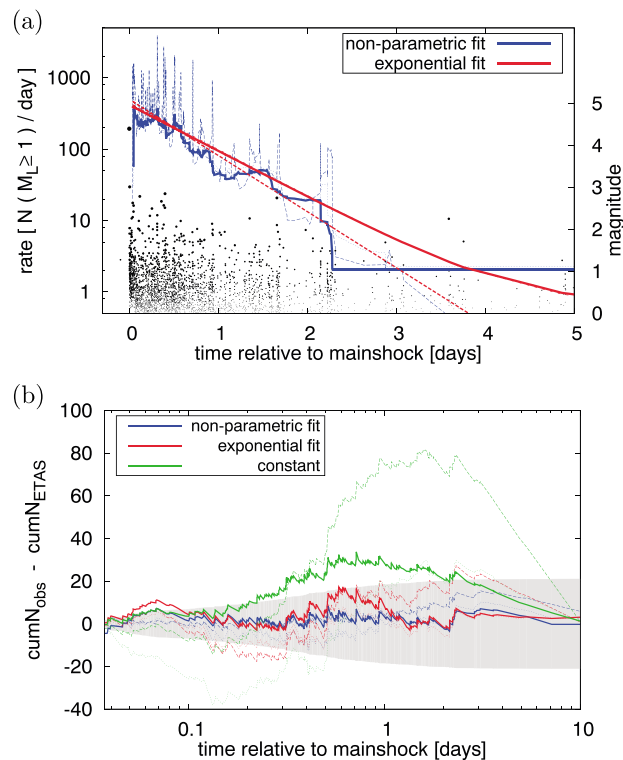 (a)
non-parametric fit
exponential fit
1000
100
10
1
rate [ N ( M_L ≥ 1 ) / day ]
5
4
3
2
1
0
magnitude
0 1 2 3 4 5
time relative to mainshock [days]
(b)
non-parametric fit
exponential fit
constant
100
80
60
40
20
0
-20
-40
cumN_obs - cumN_ETAS
0.1 1 10
time relative to mainshock [days]